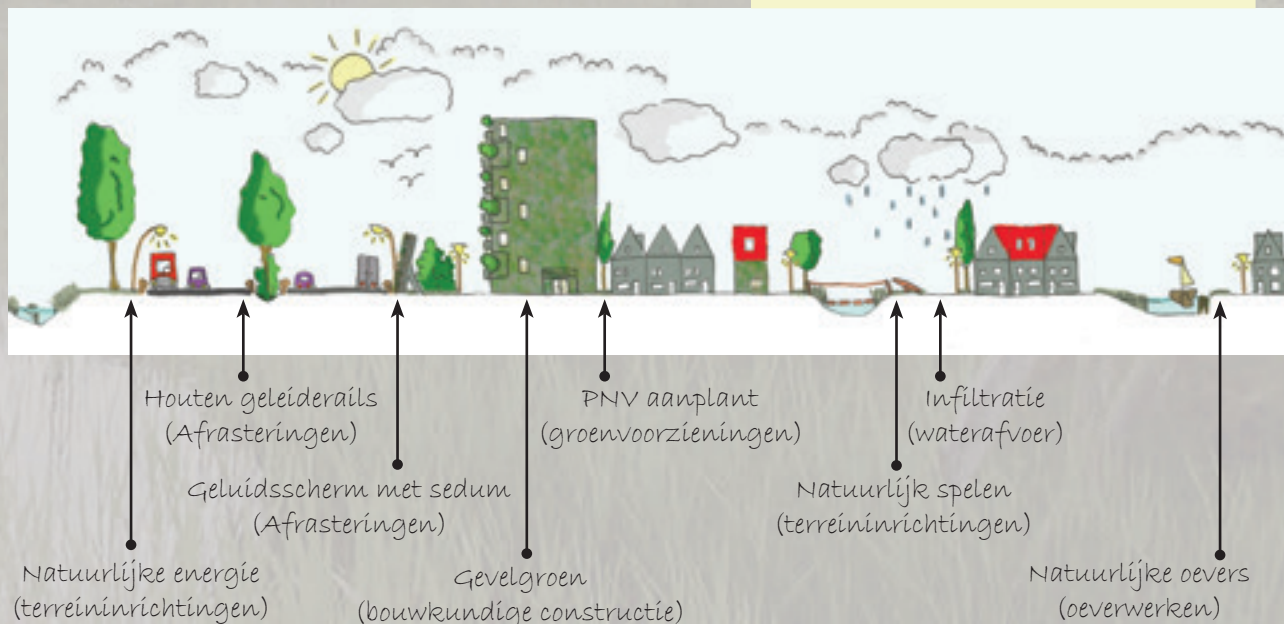 Houten geleiderails
(Afrasteringen)
PNV aanplant
(groenvoorzieningen)
Infiltratie
(waterafvoer)
Geluidsscherm met sedum
(Afrasteringen)
Natuurlijk spelen
(terreininrichtingen)
Natuurlijke energie
(terreininrichtingen)
Gevelgroen
(bouwkundige constructie)
Natuurlijke oevers
(oeverwerken)